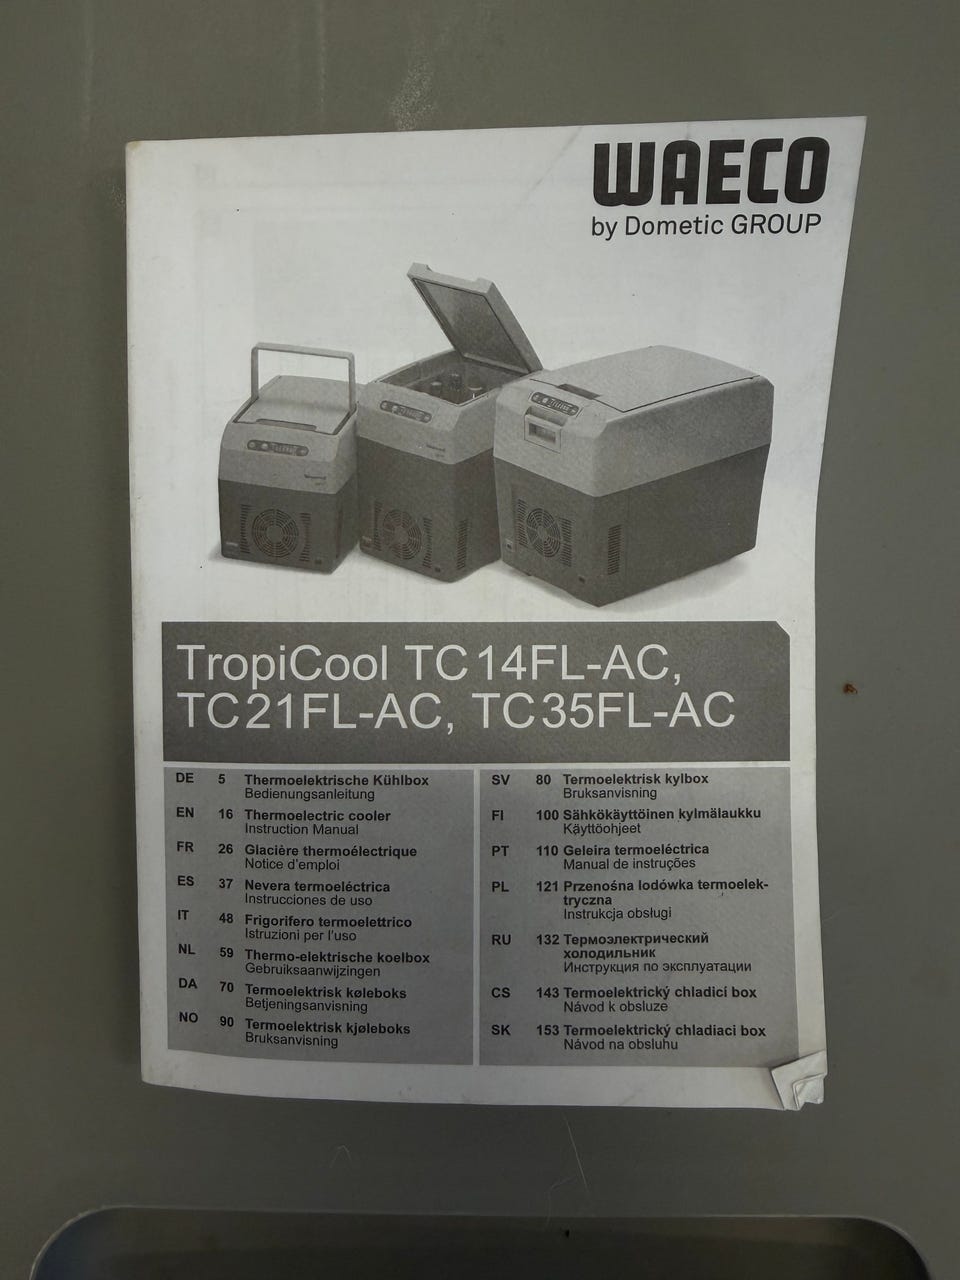 WAECO
by Dometic GROUP
TropiCool TC14FL-AC,
TC21FL-AC, TC35FL-AC
DE 5 Thermoelektrische Kühlbox
Bedienungsanleitung
EN 16 Thermoelectric cooler
Instruction Manual
FR 26 Glacière thermoélectrique
Notice d'emploi
ES 37 Nevera termoeléctrica
Instrucciones de uso
IT 48 Frigorifero termoelettrico
Istruzioni per l'uso
NL 59 Thermo-elektrische koelbox
Gebruiksaanwijzingen
DA 70 Termoelektrisk køleboks
Betjeningsanvisning
NO 90 Termoelektrisk kjøleboks
Bruksanvisning
SV 80 Termoelektrisk kylbox
Bruksanvisning
FI 100 Sähkökäyttöinen kylmälaukku
Käyttöohjeet
PT 110 Geleira termoeléctrica
Manual de instruções
PL 121 Przenośna lodówka termoelek-
tryczna
Instrukcja obsługi
RU 132 Термоэлектрический
холодильник
Инструкция по эксплуатации
CS 143 Termoelektrický chladicí box
Návod k obsluze
SK 153 Termoelektrický chladiaci box
Návod na obsluhu